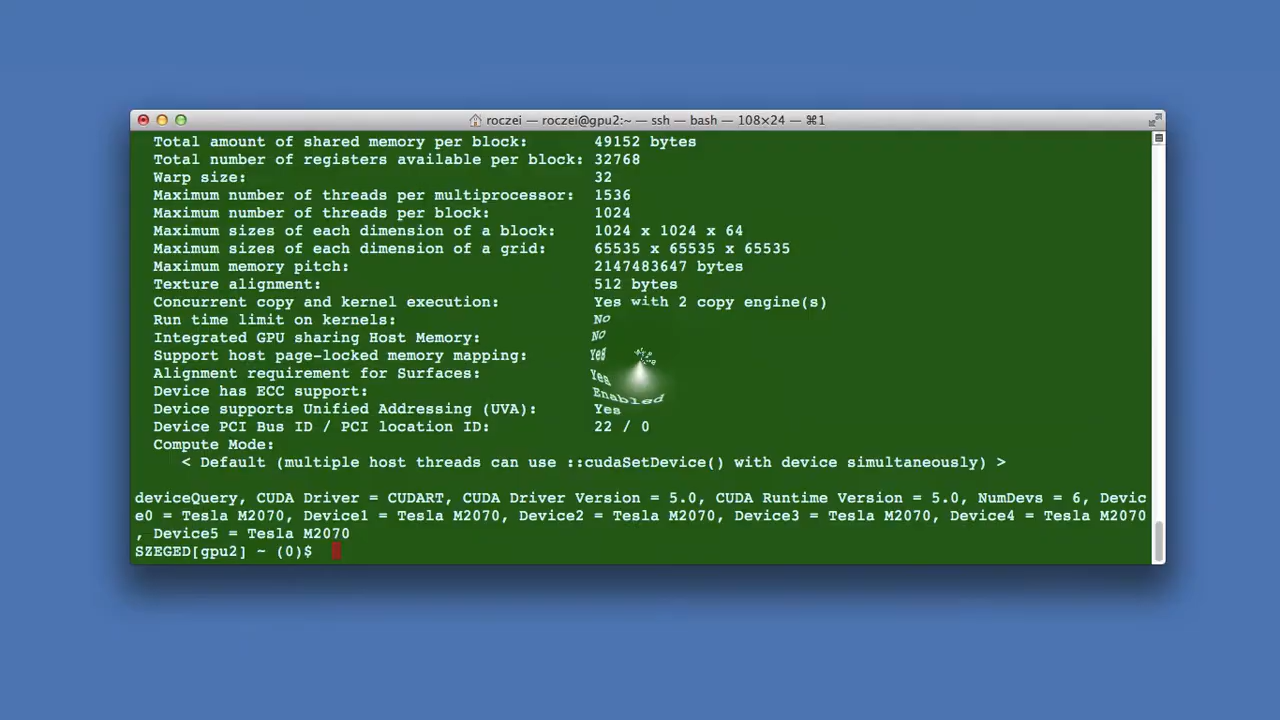 roczei — roczei@gpu2:~ — ssh — bash — 108×24 — ⌘1
Total amount of shared memory per block: 49152 bytes
Total number of registers available per block: 32768
Warp size: 32
Maximum number of threads per multiprocessor: 1536
Maximum number of threads per block: 1024
Maximum sizes of each dimension of a block: 1024 x 1024 x 64
Maximum sizes of each dimension of a grid: 65535 x 65535 x 65535
Maximum memory pitch: 2147483647 bytes
Texture alignment: 512 bytes
Concurrent copy and kernel execution: Yes with 2 copy engine(s)
Run time limit on kernels: No
Integrated GPU sharing Host Memory: No
Support host page-locked memory mapping: Yes
Alignment requirement for Surfaces: Yes
Device has ECC support: Enabled
Device supports Unified Addressing (UVA): Yes
Device PCI Bus ID / PCI location ID: 22 / 0
Compute Mode:
< Default (multiple host threads can use ::cudaSetDevice() with device simultaneously) >
deviceQuery, CUDA Driver = CUDART, CUDA Driver Version = 5.0, CUDA Runtime Version = 5.0, NumDevs = 6, Devic
e0 = Tesla M2070, Device1 = Tesla M2070, Device2 = Tesla M2070, Device3 = Tesla M2070, Device4 = Tesla M2070
, Device5 = Tesla M2070
SZEGED[gpu2] ~ (0)$